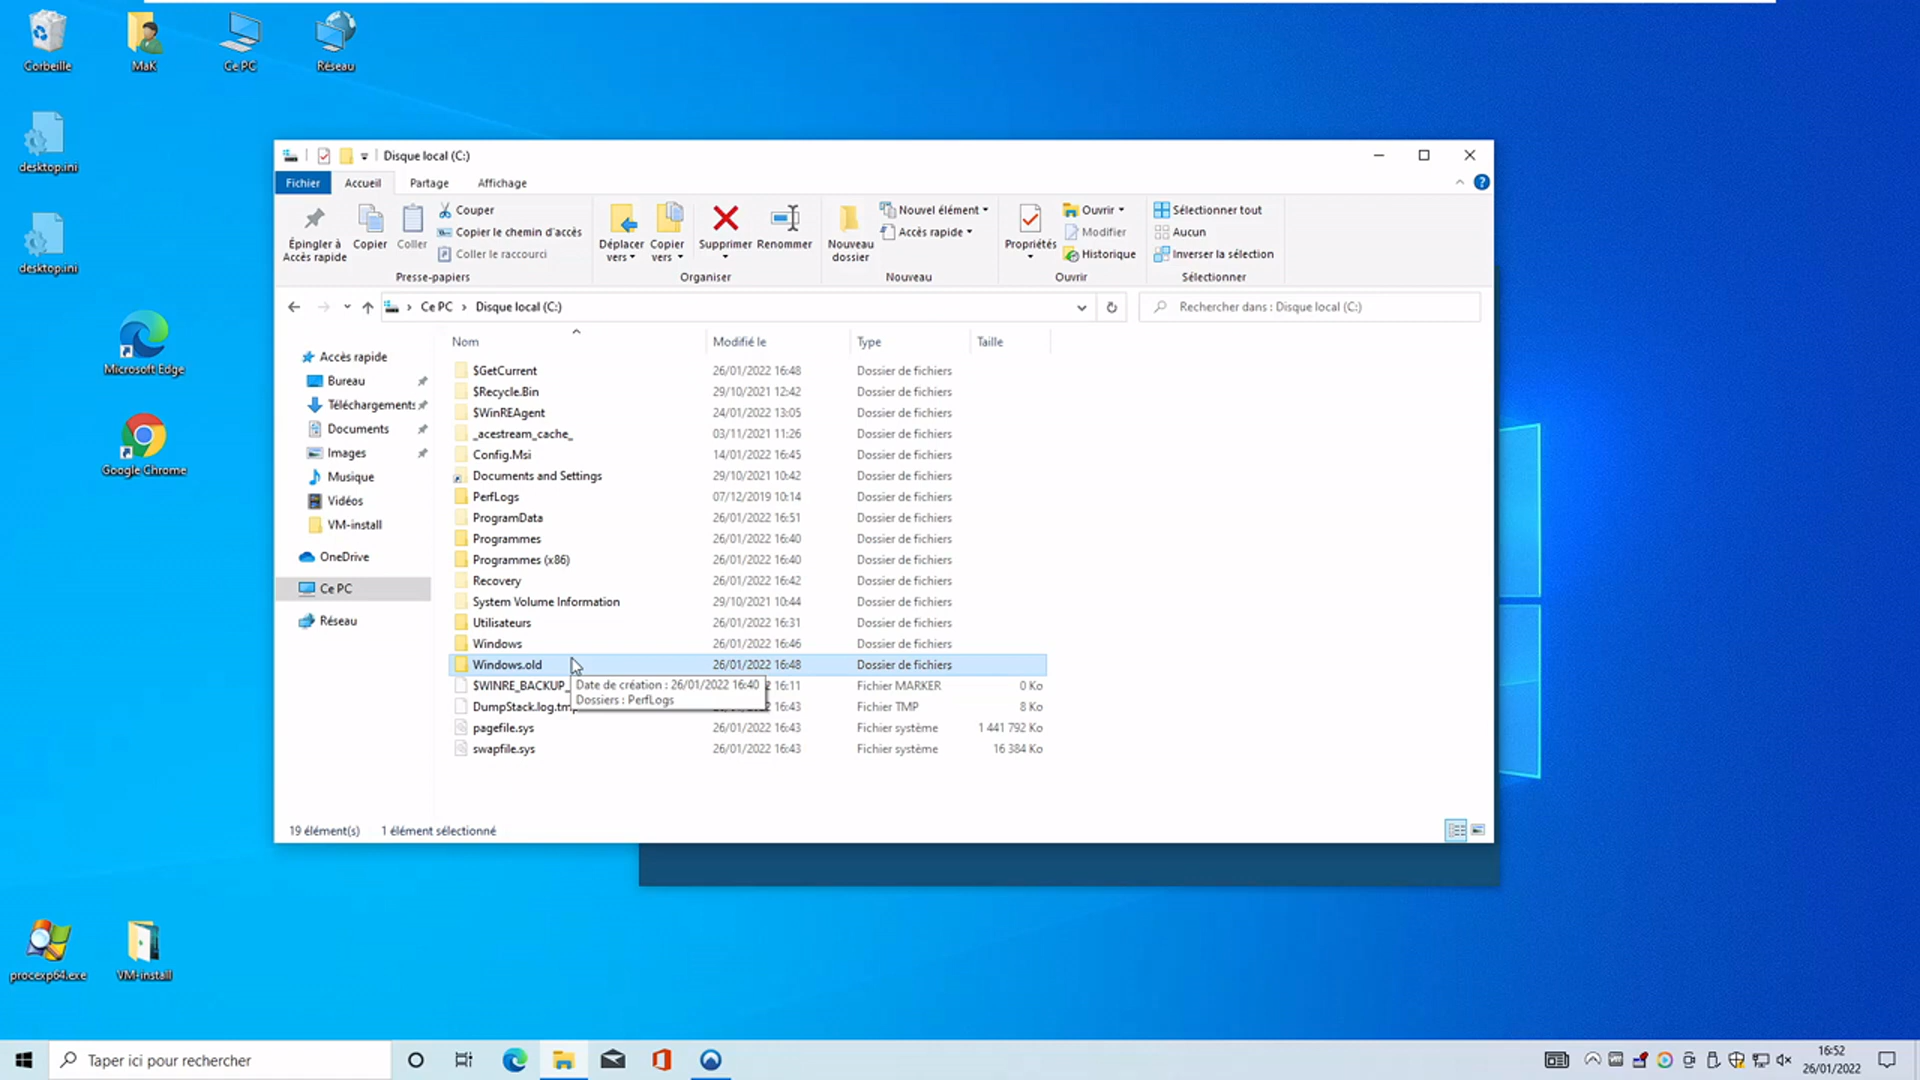 Corbeille
MaK
Ce PC
Réseau
desktop.ini
desktop.ini
Microsoft Edge
Google Chrome
procexp64.exe
VM-install
Disque local (C:)
Fichier
Accueil
Partage
Affichage
Épingler à
Accès rapide
Copier
Coller
Couper
Copier le chemin d'accès
Coller le raccourci
Presse-papiers
Déplacer
vers
Copier
vers
Supprimer
Renommer
Organiser
Nouveau
dossier
Nouvel élément
Accès rapide
Nouveau
Propriétés
Ouvrir
Modifier
Historique
Ouvrir
Sélectionner tout
Aucun
Inverser la sélection
Sélectionner
Ce PC > Disque local (C:)
Rechercher dans : Disque local (C:)
Accès rapide
Bureau
Téléchargements
Documents
Images
Musique
Vidéos
VM-install
OneDrive
Ce PC
Réseau
Nom Modifié le Type Taille
$GetCurrent 26/01/2022 16:48 Dossier de fichiers
$Recycle.Bin 29/10/2021 12:42 Dossier de fichiers
$WinREAgent 24/01/2022 13:05 Dossier de fichiers
_acestream_cache_ 03/11/2021 11:26 Dossier de fichiers
Config.Msi 14/01/2022 16:45 Dossier de fichiers
Documents and Settings 29/10/2021 10:42 Dossier de fichiers
PerfLogs 07/12/2019 10:14 Dossier de fichiers
ProgramData 26/01/2022 16:51 Dossier de fichiers
Programmes 26/01/2022 16:40 Dossier de fichiers
Programmes (x86) 26/01/2022 16:40 Dossier de fichiers
Recovery 26/01/2022 16:42 Dossier de fichiers
System Volume Information 29/10/2021 10:44 Dossier de fichiers
Utilisateurs 26/01/2022 16:31 Dossier de fichiers
Windows 26/01/2022 16:46 Dossier de fichiers
Windows.old 26/01/2022 16:48 Dossier de fichiers
$WINRE_BACKUP_ 2 16:11 Fichier MARKER 0 Ko
Date de création : 26/01/2022 16:40
Dossiers : PerfLogs
DumpStack.log.tmp 26/01/2022 16:43 Fichier TMP 8 Ko
pagefile.sys 26/01/2022 16:43 Fichier système 1 441 792 Ko
swapfile.sys 26/01/2022 16:43 Fichier système 16 384 Ko
19 élément(s) 1 élément sélectionné
Taper ici pour rechercher
16:52
26/01/2022